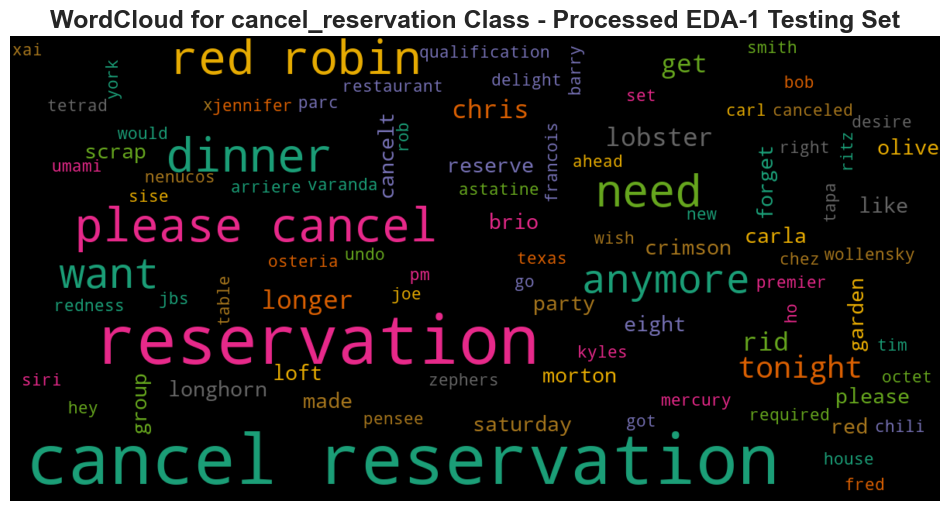 WordCloud for cancel_reservation Class - Processed EDA-1 Testing Set
xai
york
red robin
qualification
barry
smith
get
restaurant
delight
bob
set
tetrad
xjennifer
parc
chris
carl
canceled
desire
would
cancelt
rob
francois
lobster
right
ritz
olive
scrap
dinner
reserve
ahead
forget
umami
nenucos
arriere
varanda
astatine
need
tapa
like
sise
new
please cancel
brio
wish
crimson
carla
chez
wollensky
want
osteria
undo
pm
texas
go
anymore
premier
redness
jbs
table
longer
joe
party
ho
garden
eight
reservation
kyles
rid
tim
siri
loft
zephers
morton
tonight
octet
hey
group
longhorn
made
mercury
please
pensee
saturday
got
required
red
chili
cancel reservation
house
fred